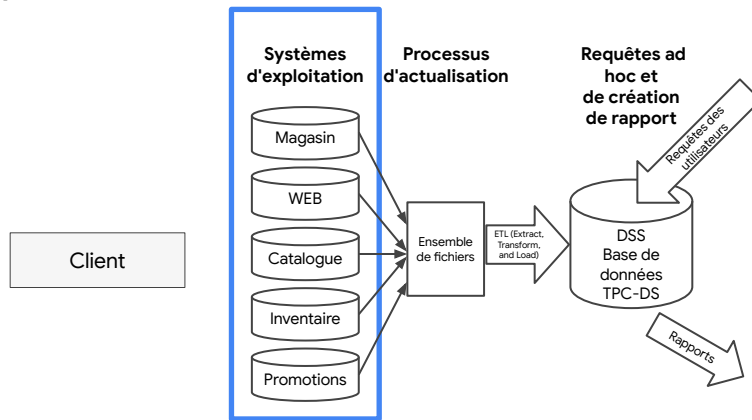 Systèmes
d'exploitation
Processus
d'actualisation
Requêtes ad
hoc et
de création
de rapport
Requêtes des
utilisateurs
Magasin
WEB
Catalogue
Inventaire
Promotions
Client
Ensemble
de fichiers
ETL (Extract,
Transform,
and Load)
DSS
Base de
données
TPC-DS
Rapports